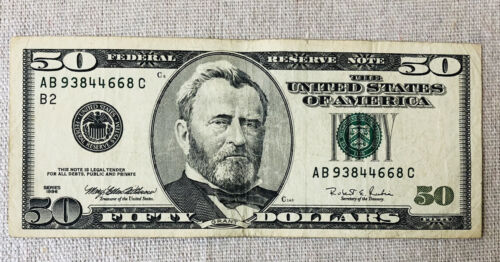 50 FEDERAL RESERVE NOTE 50
THE
UNITED STATES
OF AMERICA
AB 93844668 C
B2
THIS NOTE IS LEGAL TENDER
FOR ALL DEBTS, PUBLIC AND PRIVATE
AB 93844668 C
SERIES
1996
Treasurer of the United States.
Secretary of the Treasury.
50
50 FIFTY DOLLARS FIFTY
GRANT